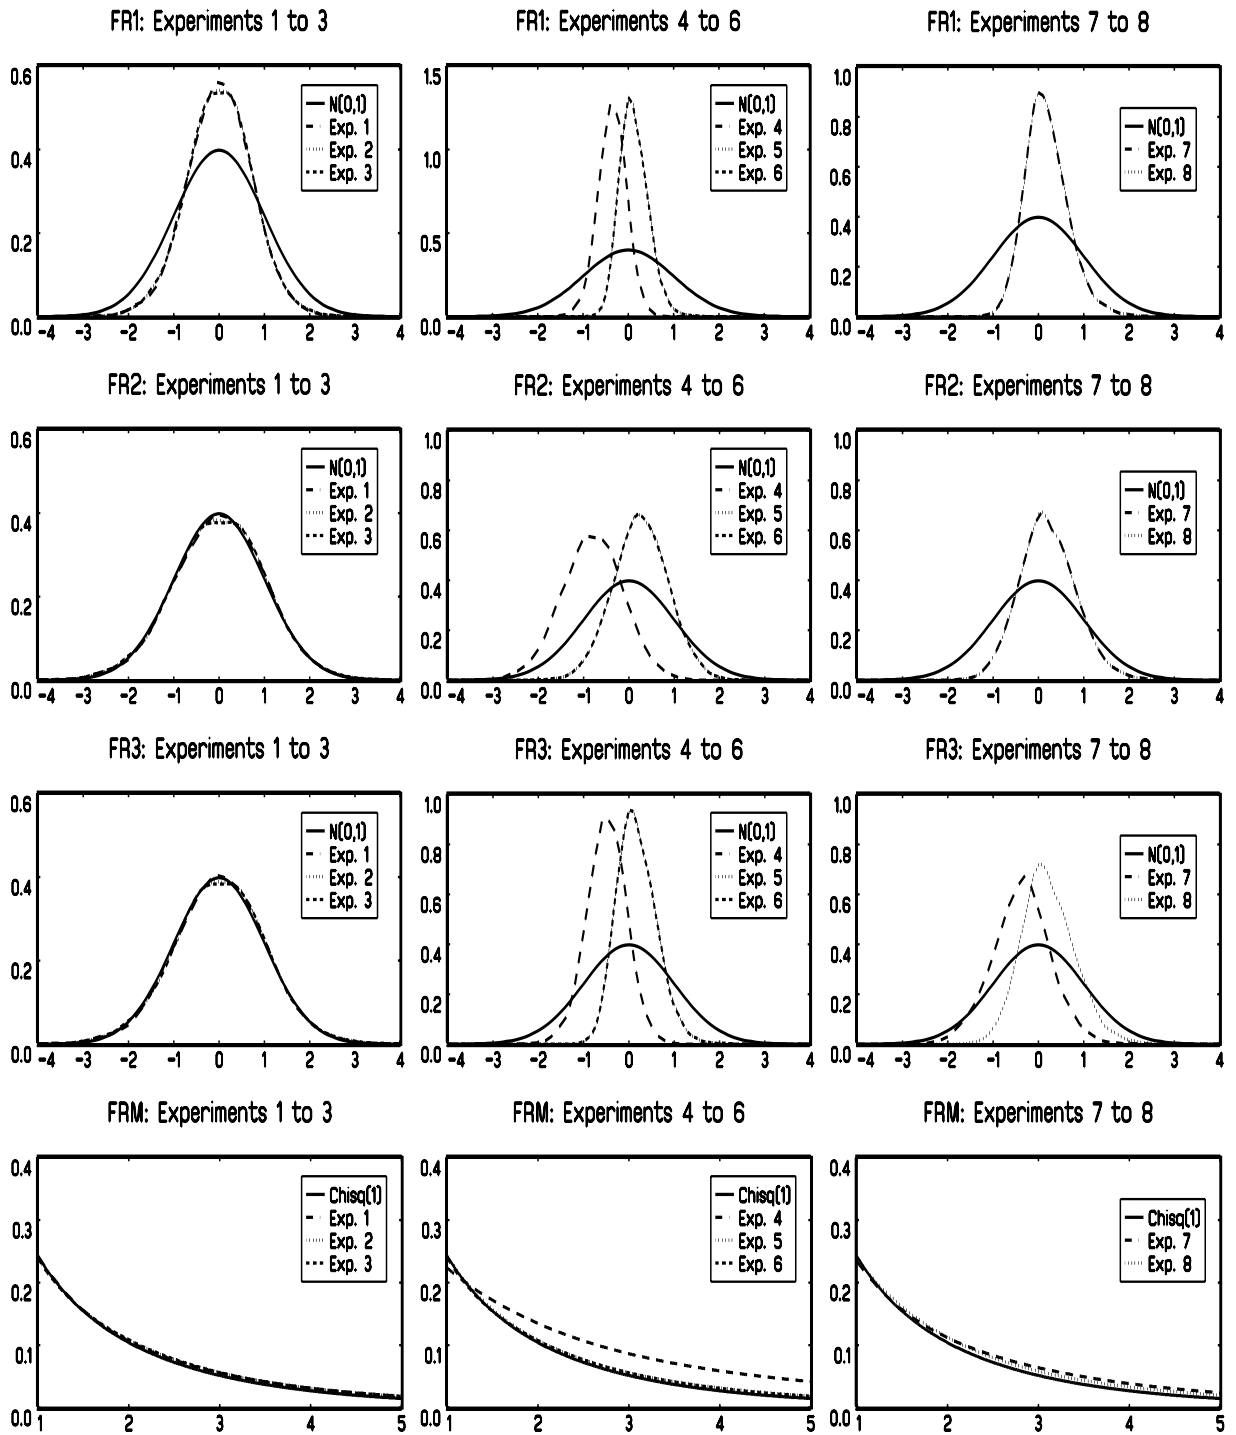 FR1: Experiments 1 to 3
FR1: Experiments 4 to 6
FR1: Experiments 7 to 8
0.6
0.4
0.2
0.0
-4 -3 -2 -1 0 1 2 3 4
N(0,1)
Exp. 1
Exp. 2
Exp. 3
1.5
1.0
0.5
0.0
-4 -3 -2 -1 0 1 2 3 4
N(0,1)
Exp. 4
Exp. 5
Exp. 6
1.0
0.8
0.6
0.4
0.2
0.0
-4 -3 -2 -1 0 1 2 3 4
N(0,1)
Exp. 7
Exp. 8
FR2: Experiments 1 to 3
FR2: Experiments 4 to 6
FR2: Experiments 7 to 8
0.6
0.4
0.2
0.0
-4 -3 -2 -1 0 1 2 3 4
N(0,1)
Exp. 1
Exp. 2
Exp. 3
1.0
0.8
0.6
0.4
0.2
0.0
-4 -3 -2 -1 0 1 2 3 4
N(0,1)
Exp. 4
Exp. 5
Exp. 6
1.0
0.8
0.6
0.4
0.2
0.0
-4 -3 -2 -1 0 1 2 3 4
N(0,1)
Exp. 7
Exp. 8
FR3: Experiments 1 to 3
FR3: Experiments 4 to 6
FR3: Experiments 7 to 8
0.6
0.4
0.2
0.0
-4 -3 -2 -1 0 1 2 3 4
N(0,1)
Exp. 1
Exp. 2
Exp. 3
1.0
0.8
0.6
0.4
0.2
0.0
-4 -3 -2 -1 0 1 2 3 4
N(0,1)
Exp. 4
Exp. 5
Exp. 6
1.0
0.8
0.6
0.4
0.2
0.0
-4 -3 -2 -1 0 1 2 3 4
N(0,1)
Exp. 7
Exp. 8
FRM: Experiments 1 to 3
FRM: Experiments 4 to 6
FRM: Experiments 7 to 8
0.4
0.3
0.2
0.1
0.0
1 2 3 4 5
Chisq(1)
Exp. 1
Exp. 2
Exp. 3
0.4
0.3
0.2
0.1
0.0
1 2 3 4 5
Chisq(1)
Exp. 4
Exp. 5
Exp. 6
0.4
0.3
0.2
0.1
0.0
1 2 3 4 5
Chisq(1)
Exp. 7
Exp. 8